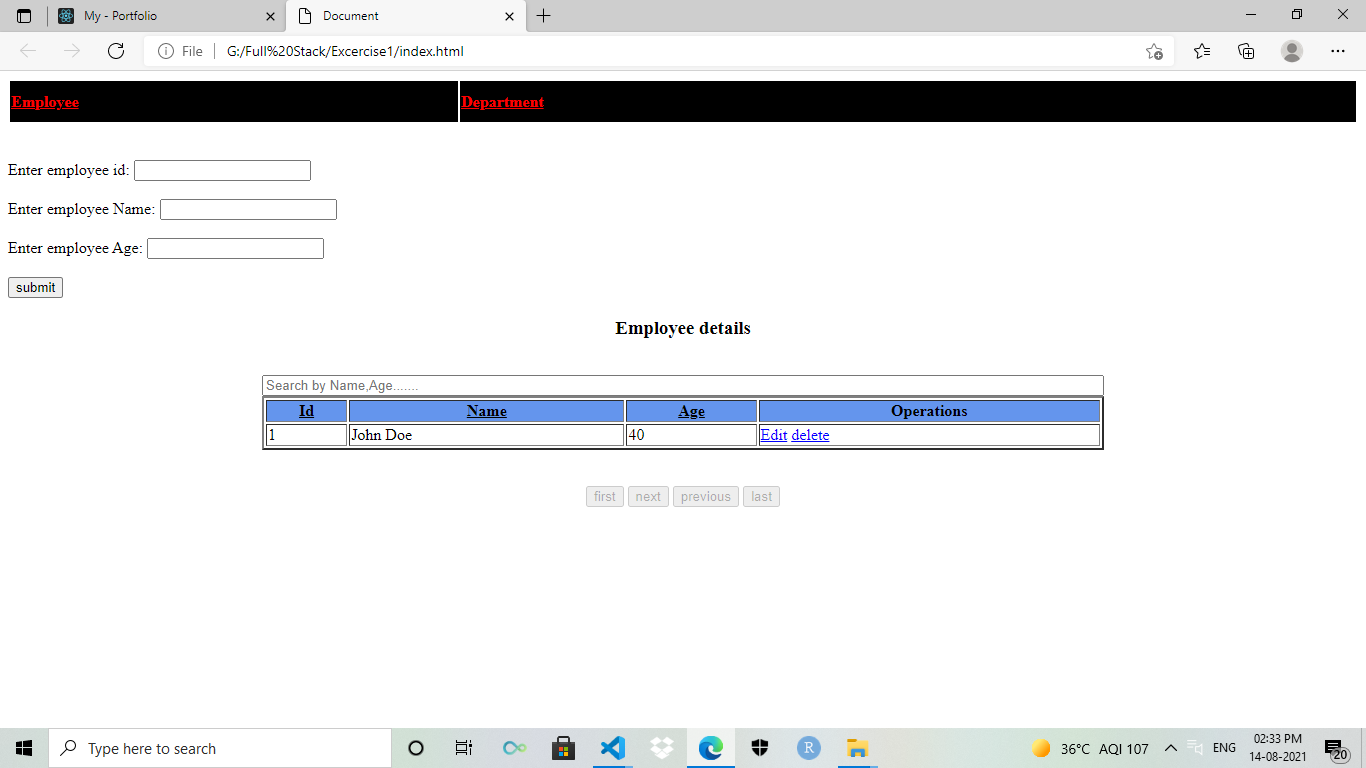 My - Portfolio
Document
File
G:/Full%20Stack/Excercise1/index.html
Employee
Department
Enter employee id:
Enter employee Name:
Enter employee Age:
submit
Employee details
Search by Name,Age.......
Id Name Age Operations
1 John Doe 40 Edit delete
first next previous last
Type here to search
R
36°C AQI 107
ENG
02:33 PM
14-08-2021
20